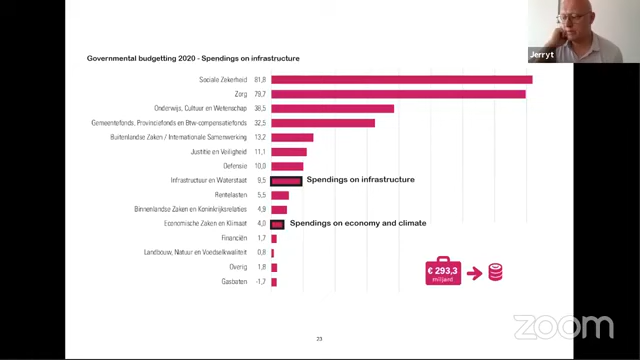 Jerryt
Governmental budgetting 2020 - Spendings on infrastructure
Sociale Zekerheid 81,8
Zorg 79,7
Onderwijs, Cultuur en Wetenschap 38,5
Gemeentefonds, Provinciefonds en Btw-compensatiefonds 32,5
Buitenlandse Zaken / Internationale Samenwerking 13,2
Justitie en Veiligheid 11,1
Defensie 10,0
Infrastructuur en Waterstaat 9,5 Spendings on infrastructure
Rentelasten 5,5
Binnenlandse Zaken en Koninkrijksrelaties 4,9
Economische Zaken en Klimaat 4,0 Spendings on economy and climate
Financiën 1,7
Landbouw, Natuur en Voedselkwaliteit 0,8
Overig 1,8
Gasbaten -1,7
€ 293,3
miljard
23
zoom